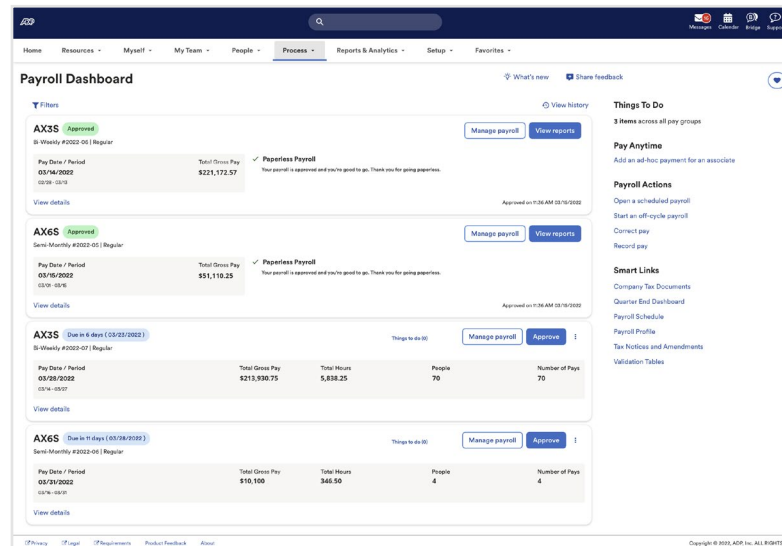 ADP
16
Messages
Calendar
Bridge
Support
Home
Resources
Myself
My Team
People
Process
Reports & Analytics
Setup
Favorites
Payroll Dashboard
What's new
Share feedback
Filters
View history
AX3S Approved
Manage payroll
View reports
Bi-Weekly #2022-06 | Regular
Pay Date / Period
Total Gross Pay
Paperless Payroll
03/14/2022
$221,172.57
Your payroll is approved and you're good to go. Thank you for going paperless.
02/28 - 03/13
View details
Approved on 11:36 AM 03/15/2022
AX6S Approved
Manage payroll
View reports
Semi-Monthly #2022-05 | Regular
Pay Date / Period
Total Gross Pay
Paperless Payroll
03/15/2022
$51,110.25
Your payroll is approved and you're good to go. Thank you for going paperless.
03/01 - 03/15
View details
Approved on 11:36 AM 03/15/2022
AX3S Due in 6 days ( 03/23/2022 )
Things to do (0)
Manage payroll
Approve
Bi-Weekly #2022-07 | Regular
Pay Date / Period
Total Gross Pay
Total Hours
People
Number of Pays
03/28/2022
$213,930.75
5,838.25
70
70
03/14 - 03/27
View details
AX6S Due in 11 days ( 03/28/2022 )
Things to do (0)
Manage payroll
Approve
Semi-Monthly #2022-06 | Regular
Pay Date / Period
Total Gross Pay
Total Hours
People
Number of Pays
03/31/2022
$10,100
346.50
4
4
03/16 - 03/31
View details
Things To Do
3 items across all pay groups
Pay Anytime
Add an ad-hoc payment for an associate
Payroll Actions
Open a scheduled payroll
Start an off-cycle payroll
Correct pay
Record pay
Smart Links
Company Tax Documents
Quarter End Dashboard
Payroll Schedule
Payroll Profile
Tax Notices and Amendments
Validation Tables
Privacy
Legal
Requirements
Product Feedback
About
Copyright © 2022, ADP, Inc. ALL RIGHTS